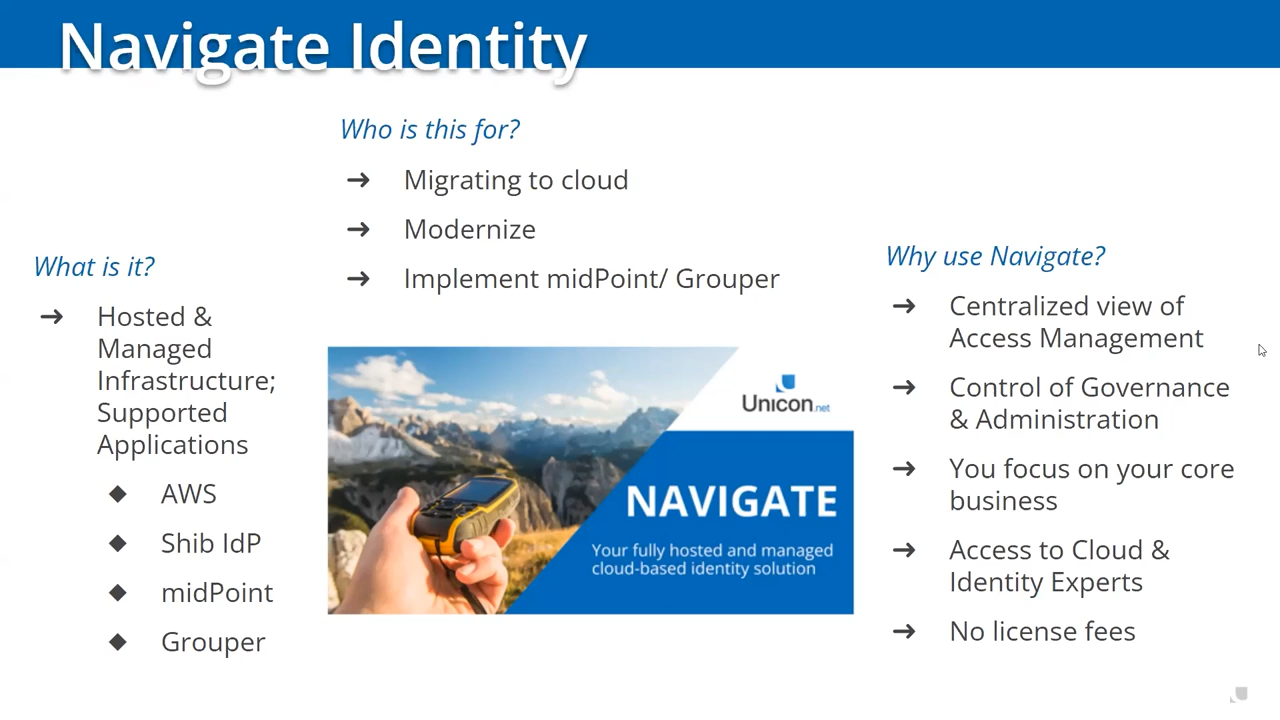 Navigate Identity
What is it?
➔ Hosted &
Managed
Infrastructure;
Supported
Applications
◆ AWS
◆ Shib IdP
◆ midPoint
◆ Grouper
Who is this for?
➔ Migrating to cloud
➔ Modernize
➔ Implement midPoint/ Grouper
Unicon.net
NAVIGATE
Your fully hosted and managed
cloud-based identity solution
Why use Navigate?
➔ Centralized view of
Access Management
➔ Control of Governance
& Administration
➔ You focus on your core
business
➔ Access to Cloud &
Identity Experts
➔ No license fees